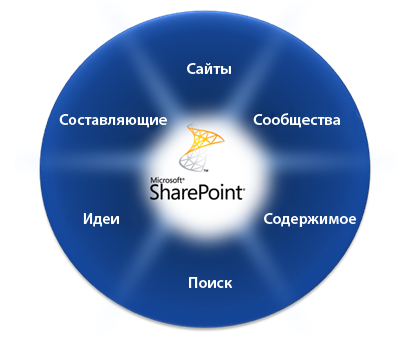 Сайты
Составляющие
Сообщества
Microsoft®
SharePoint®
Идеи
Содержимое
Поиск